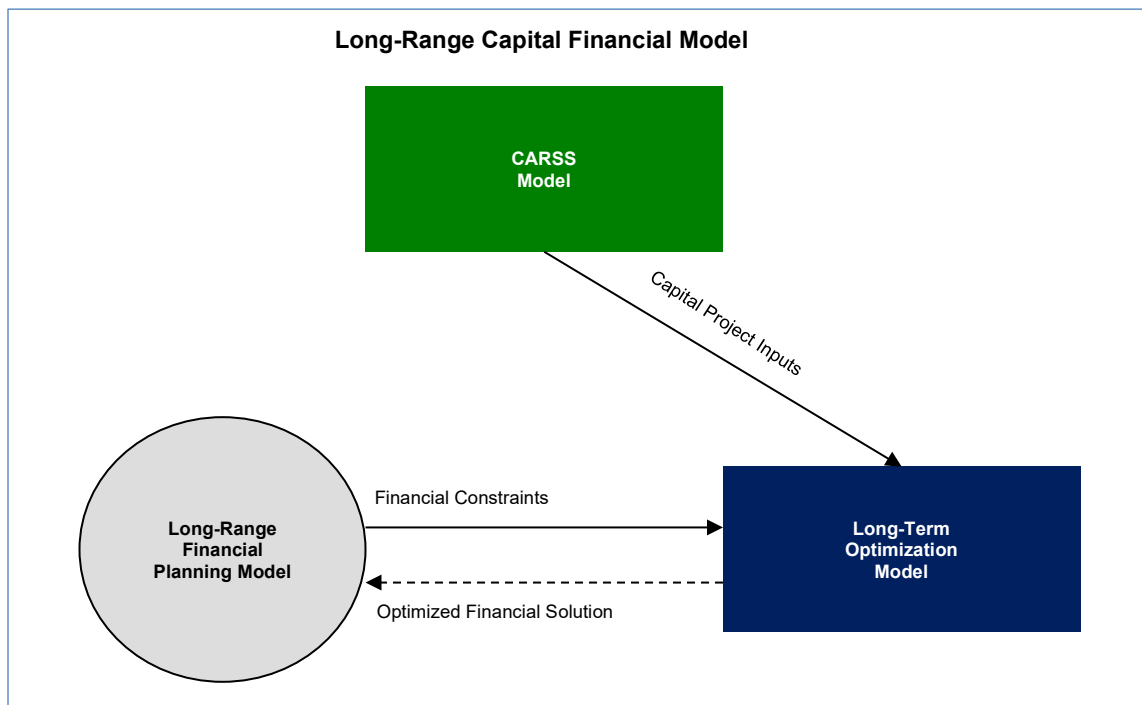 Long-Range Capital Financial Model
CARSS
Model
Capital Project Inputs
Financial Constraints
Long-Range
Financial
Planning Model
Long-Term
Optimization
Model
Optimized Financial Solution